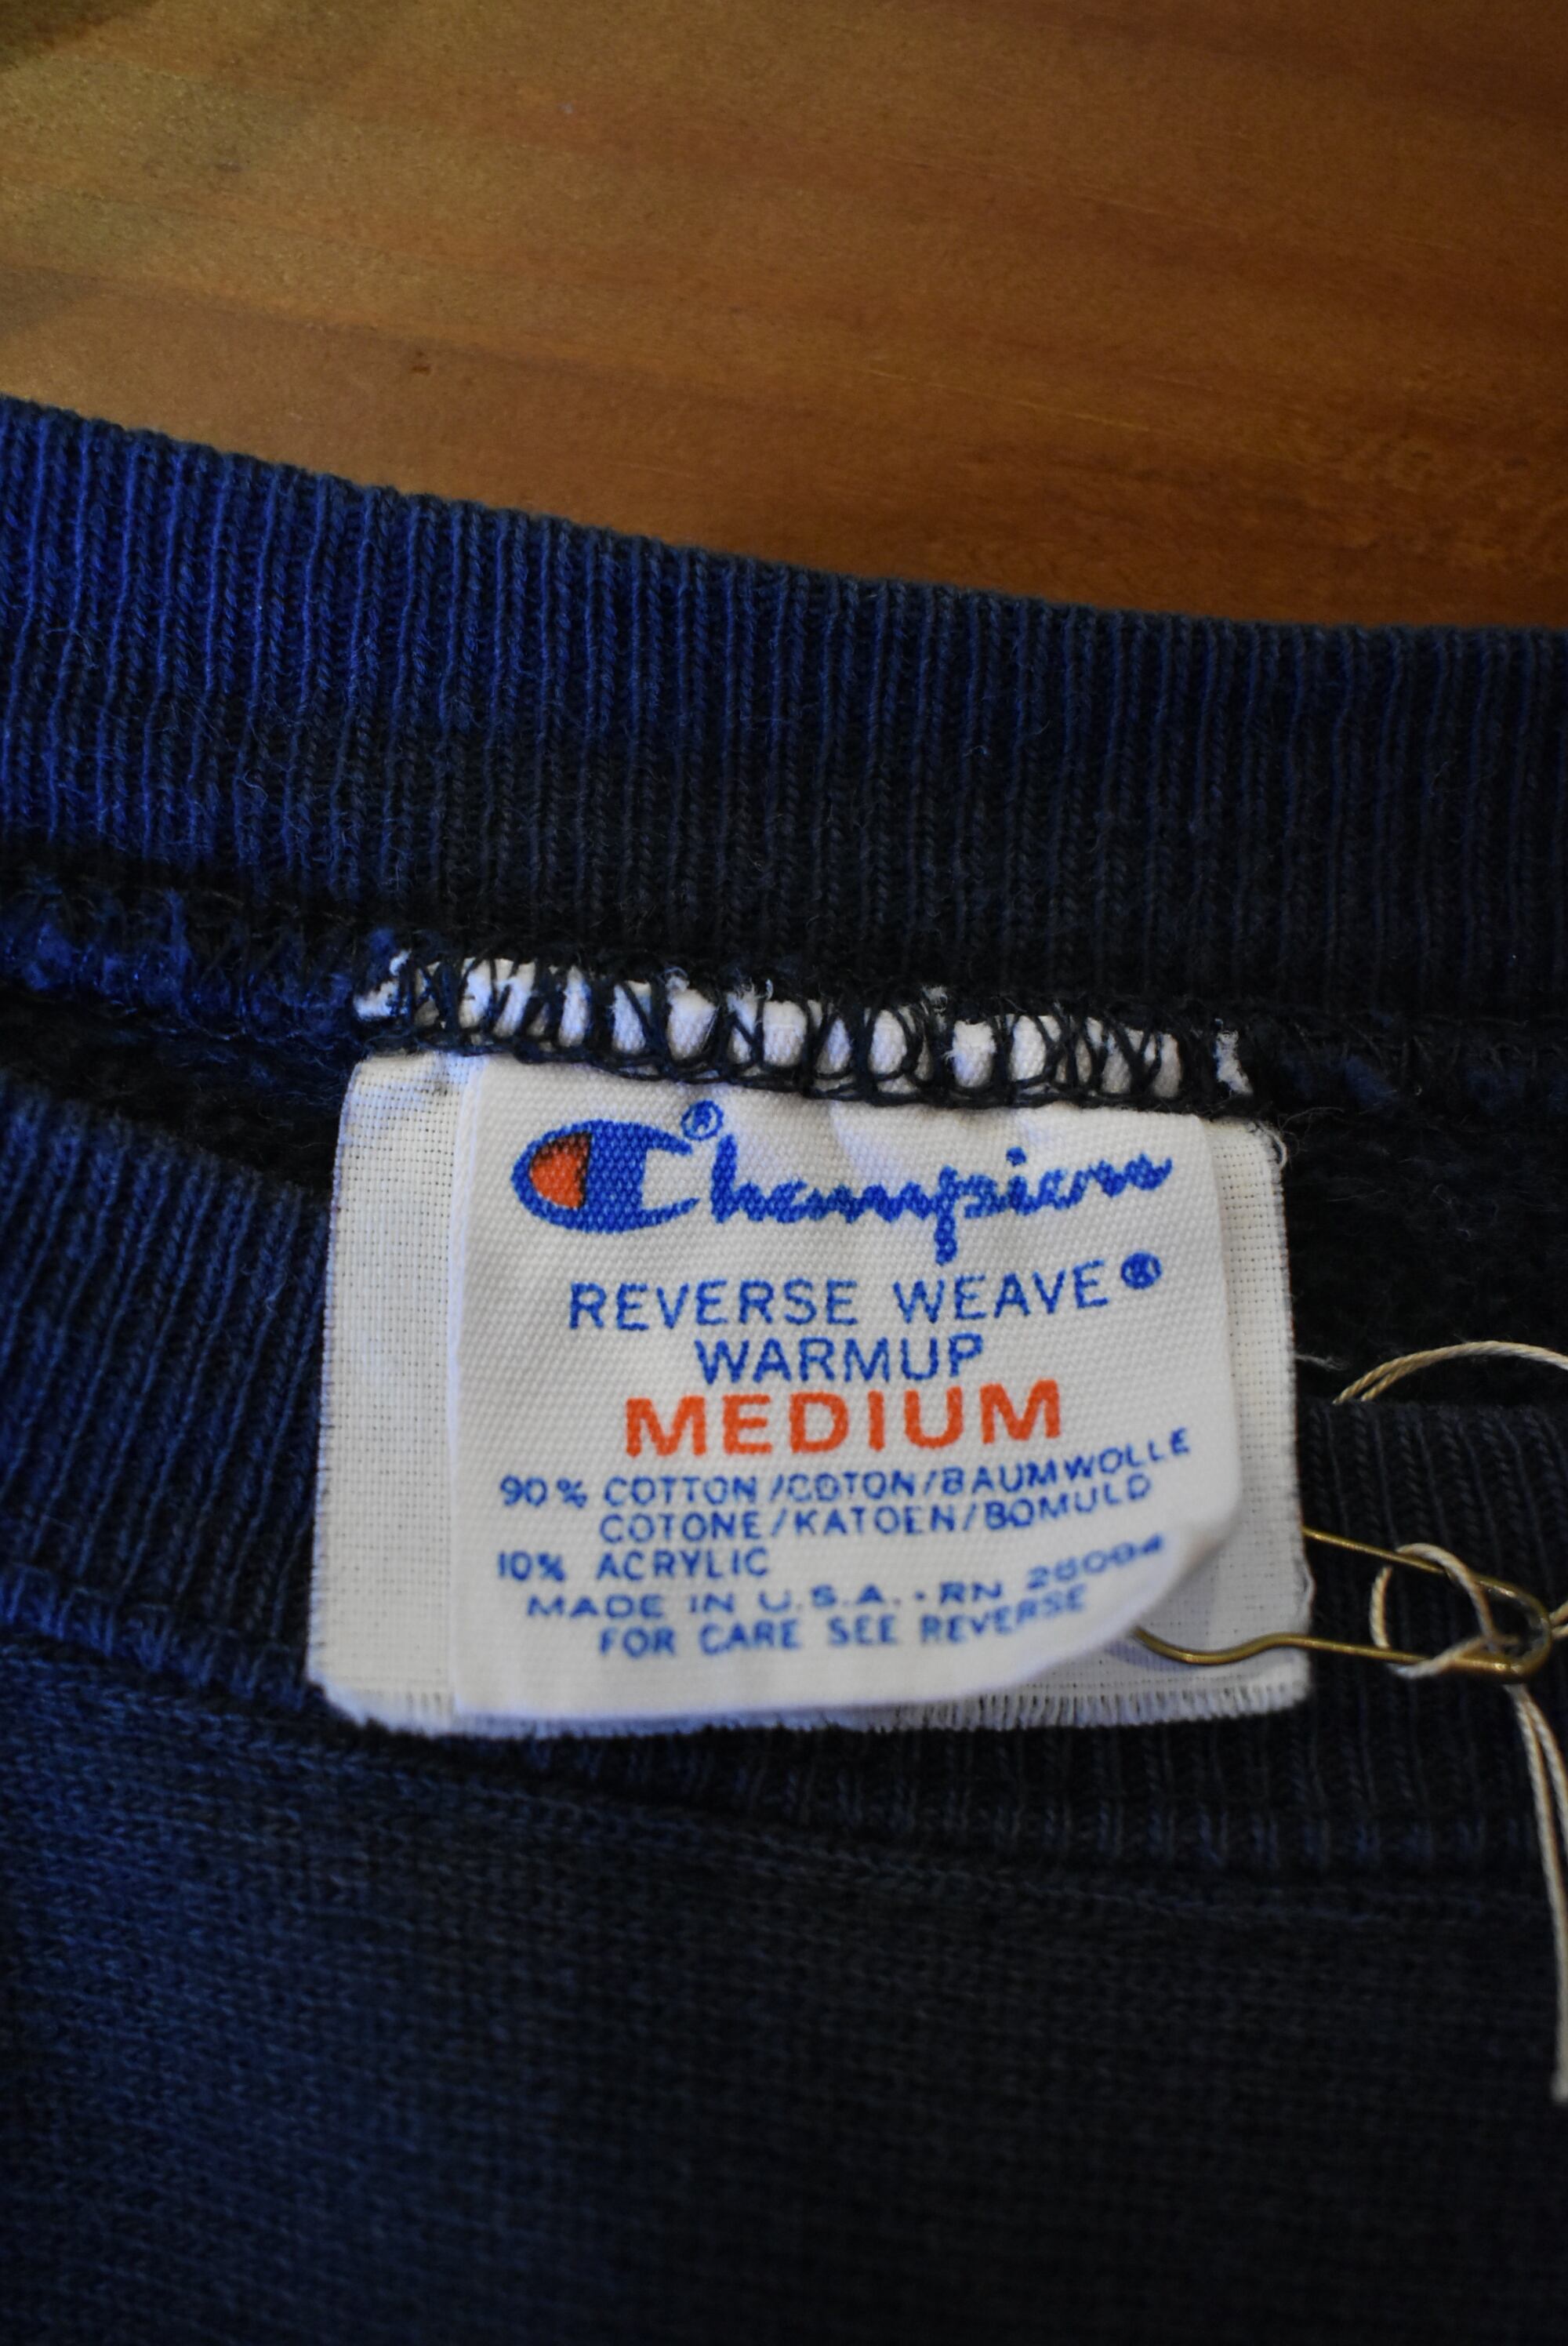 Champion®
REVERSE WEAVE®
WARMUP
MEDIUM
90% COTTON/COTON/BAUMWOLLE
COTONE/KATOEN/BOMULD
10% ACRYLIC
MADE IN U.S.A. · RN 26094
FOR CARE SEE REVERSE